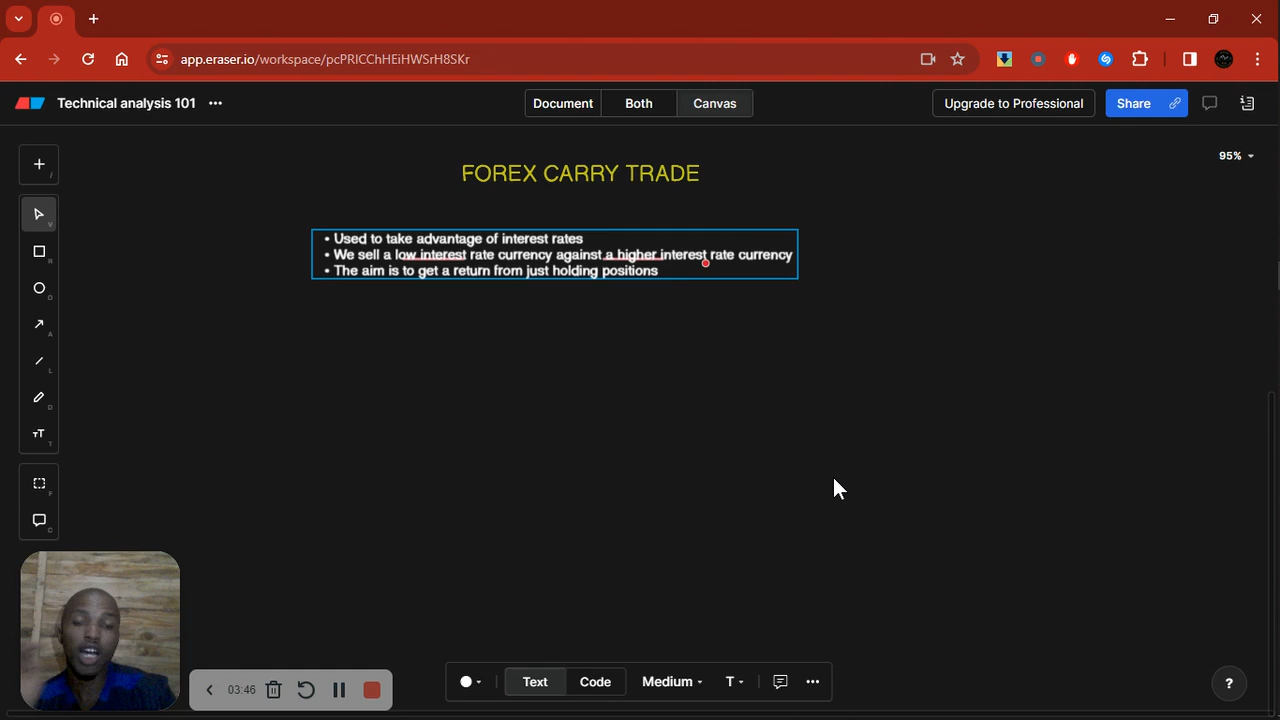 app.eraser.io/workspace/pcPRlCChHEiHWSrH8SKr
Technical analysis 101
Document
Both
Canvas
Upgrade to Professional
Share
95%
FOREX CARRY TRADE
• Used to take advantage of interest rates
• We sell a low interest rate currency against a higher interest rate currency
• The aim is to get a return from just holding positions
03:46
Text
Code
Medium
T
?